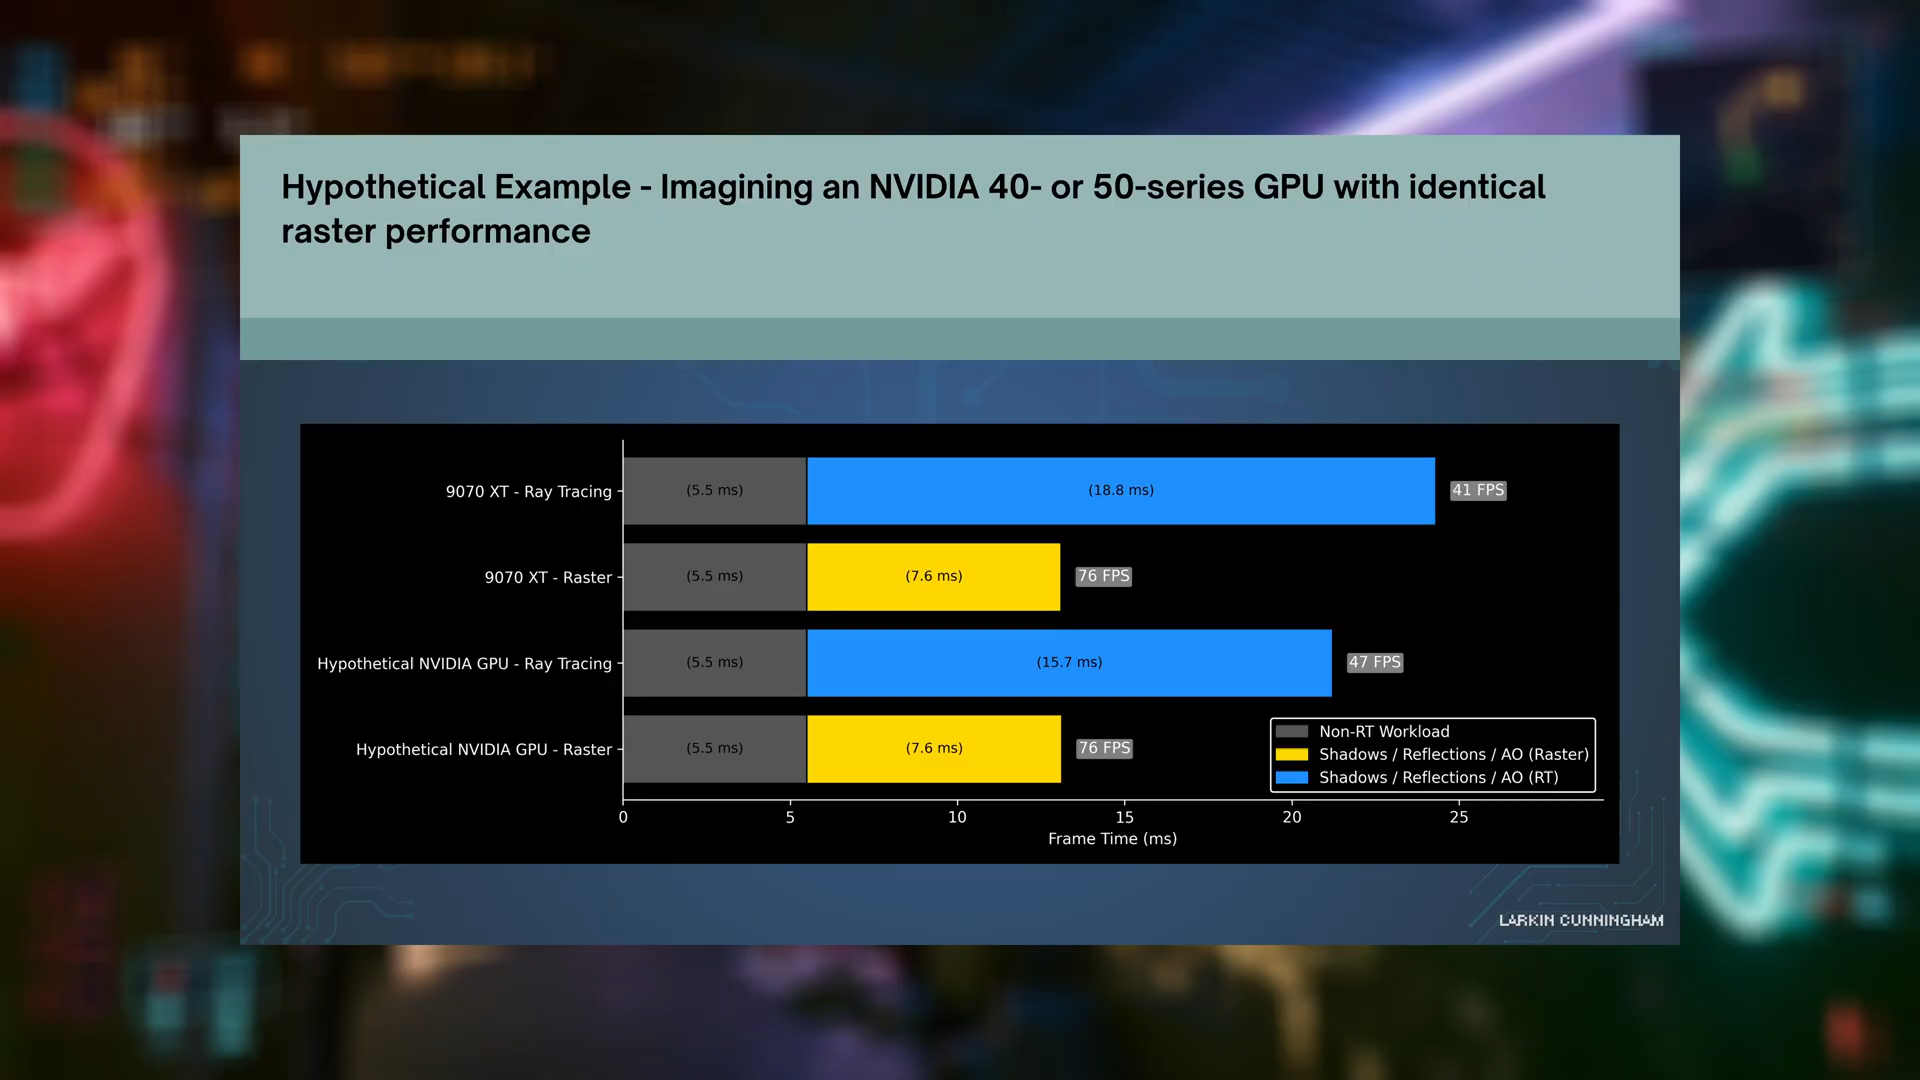 Hypothetical Example - Imagining an NVIDIA 40- or 50-series GPU with identical
raster performance
9070 XT - Ray Tracing
(5.5 ms)
(18.8 ms)
41 FPS
9070 XT - Raster
(5.5 ms)
(7.6 ms)
76 FPS
Hypothetical NVIDIA GPU - Ray Tracing
(5.5 ms)
(15.7 ms)
47 FPS
Hypothetical NVIDIA GPU - Raster
(5.5 ms)
(7.6 ms)
76 FPS
Non-RT Workload
Shadows / Reflections / AO (Raster)
Shadows / Reflections / AO (RT)
0 5 10 15 20 25
Frame Time (ms)
LARKIN CUNNINGHAM